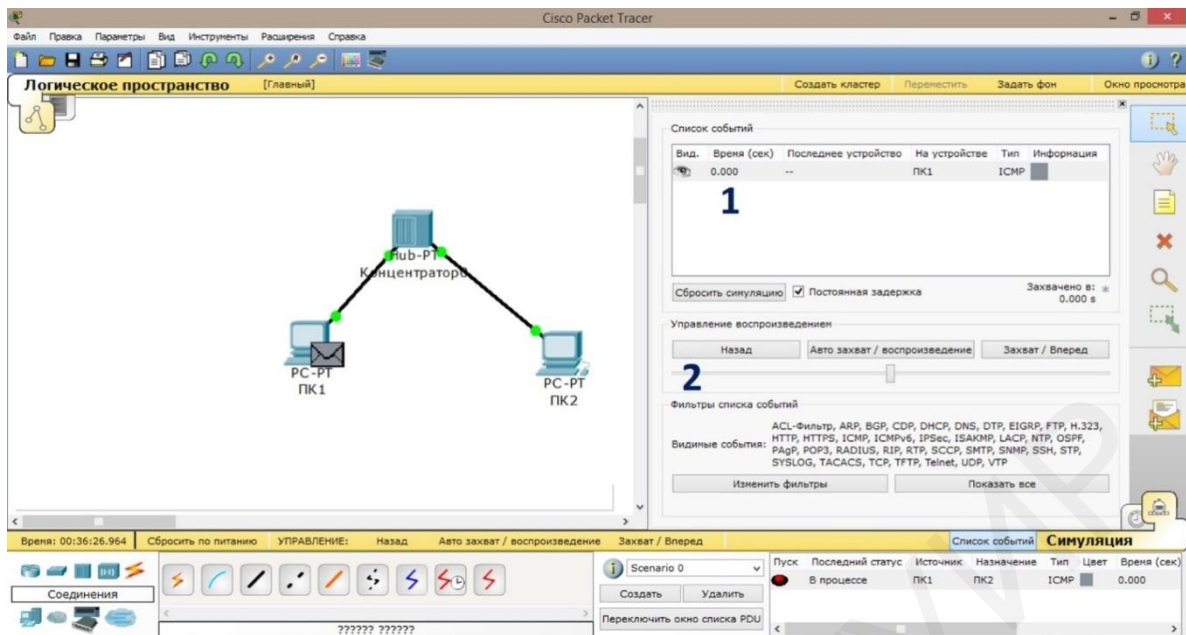 Cisco Packet Tracer
Файл Правка Параметры Вид Инструменты Расширения Справка
Логическое пространство [Главный] Создать кластер Переместить Задать фон Окно просмотра
Список событий
Вид. Время (сек) Последнее устройство На устройстве Тип Информация
0.000 -- ПК1 ICMP
1
Hub-PT
Концентратор0
PC-PT
ПК1
PC-PT
ПК2
Сбросить симуляцию Постоянная задержка Захвачено в: *
0.000 s
Управление воспроизведением
Назад Авто захват / воспроизведение Захват / Вперед
2
Фильтры списка событий
Видимые события: ACL-Фильтр, ARP, BGP, CDP, DHCP, DNS, DTP, EIGRP, FTP, H.323,
HTTP, HTTPS, ICMP, ICMPv6, IPSec, ISAKMP, LACP, NTP, OSPF,
PAgP, POP3, RADIUS, RIP, RTP, SCCP, SMTP, SNMP, SSH, STP,
SYSLOG, TACACS, TCP, TFTP, Telnet, UDP, VTP
Изменить фильтры Показать все
Время: 00:36:26.964 Сбросить по питанию УПРАВЛЕНИЕ: Назад Авто захват / воспроизведение Захват / Вперед Список событий Симуляция
Соединения
?????? ??????
Scenario 0
Создать Удалить
Переключить окно списка PDU
Пуск Последний статус Источник Назначение Тип Цвет Время (сек)
В процессе ПК1 ПК2 ICMP 0.000